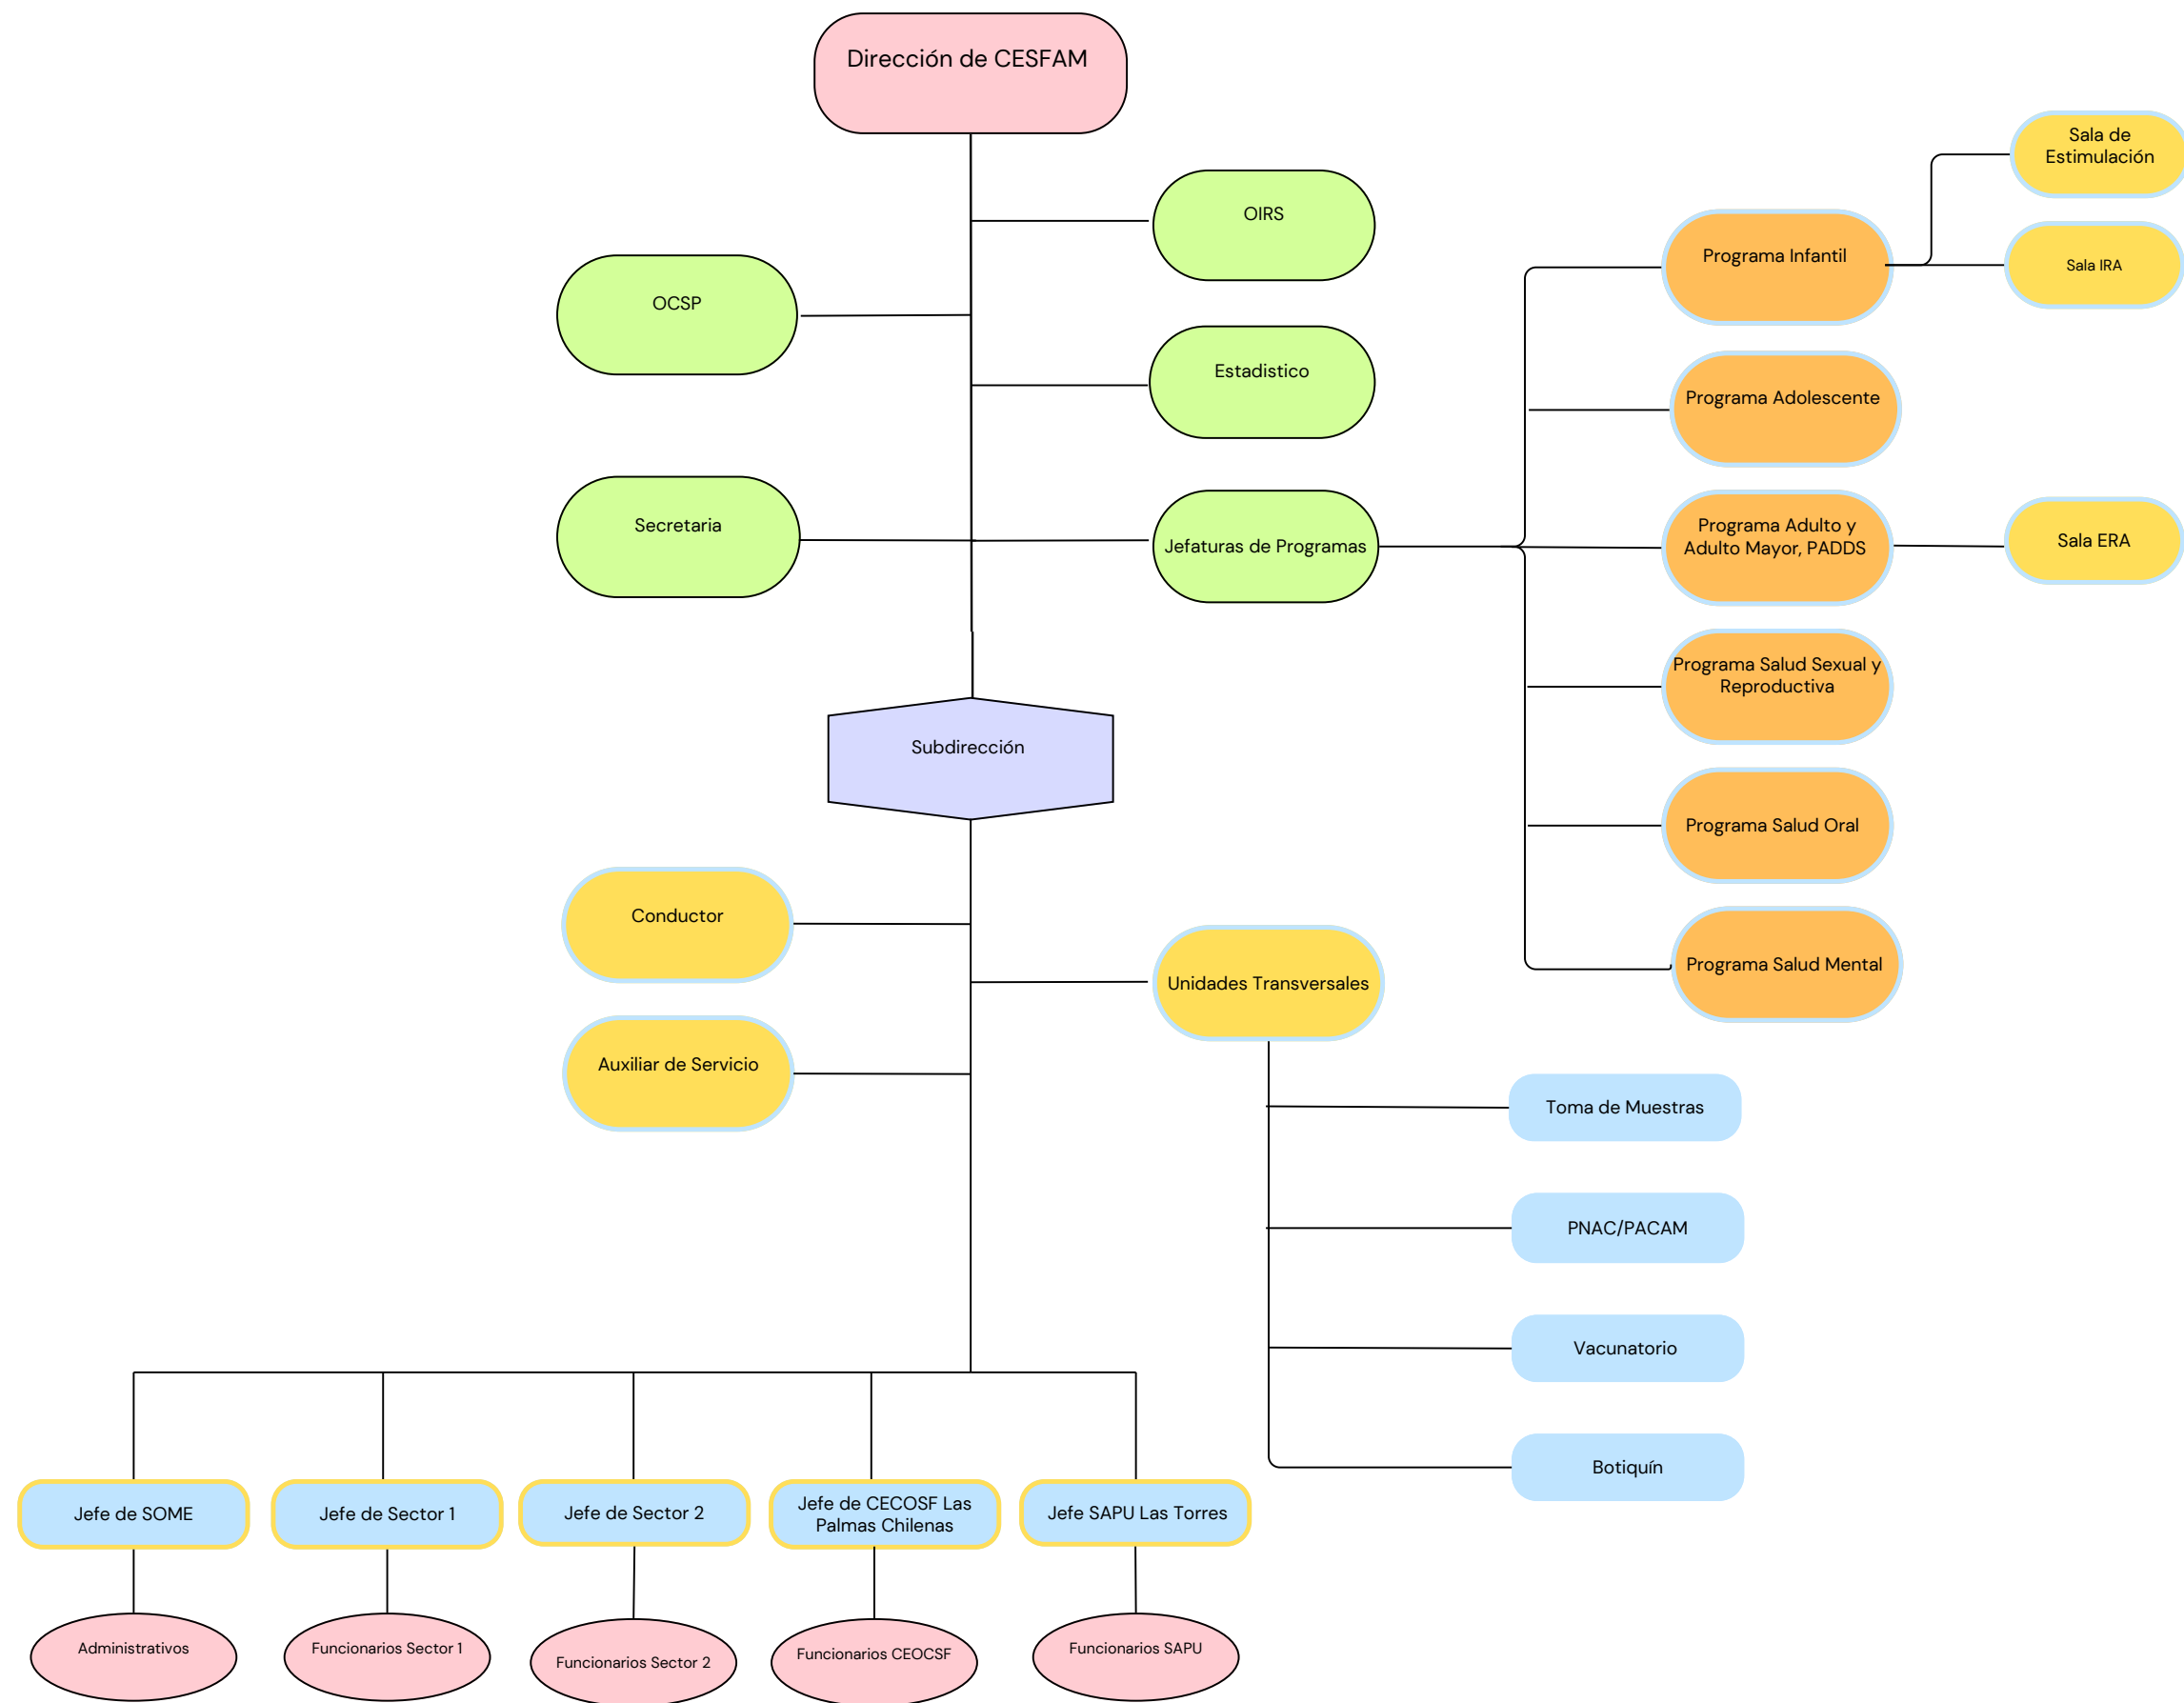 Dirección de CESFAM
Sala de
Estimulación
OIRS
Programa Infantil
Sala IRA
OCSP
Estadistico
Programa Adolescente
Secretaria
Jefaturas de Programas
Programa Adulto y
Adulto Mayor, PADDS
Sala ERA
Programa Salud Sexual y
Reproductiva
Subdirección
Programa Salud Oral
Conductor
Programa Salud Mental
Unidades Transversales
Auxiliar de Servicio
Toma de Muestras
PNAC/PACAM
Vacunatorio
Botiquín
Jefe de SOME
Jefe de Sector 1
Jefe de Sector 2
Jefe de CECOSF Las
Palmas Chilenas
Jefe SAPU Las Torres
Administrativos
Funcionarios Sector 1
Funcionarios Sector 2
Funcionarios CEOCSF
Funcionarios SAPU